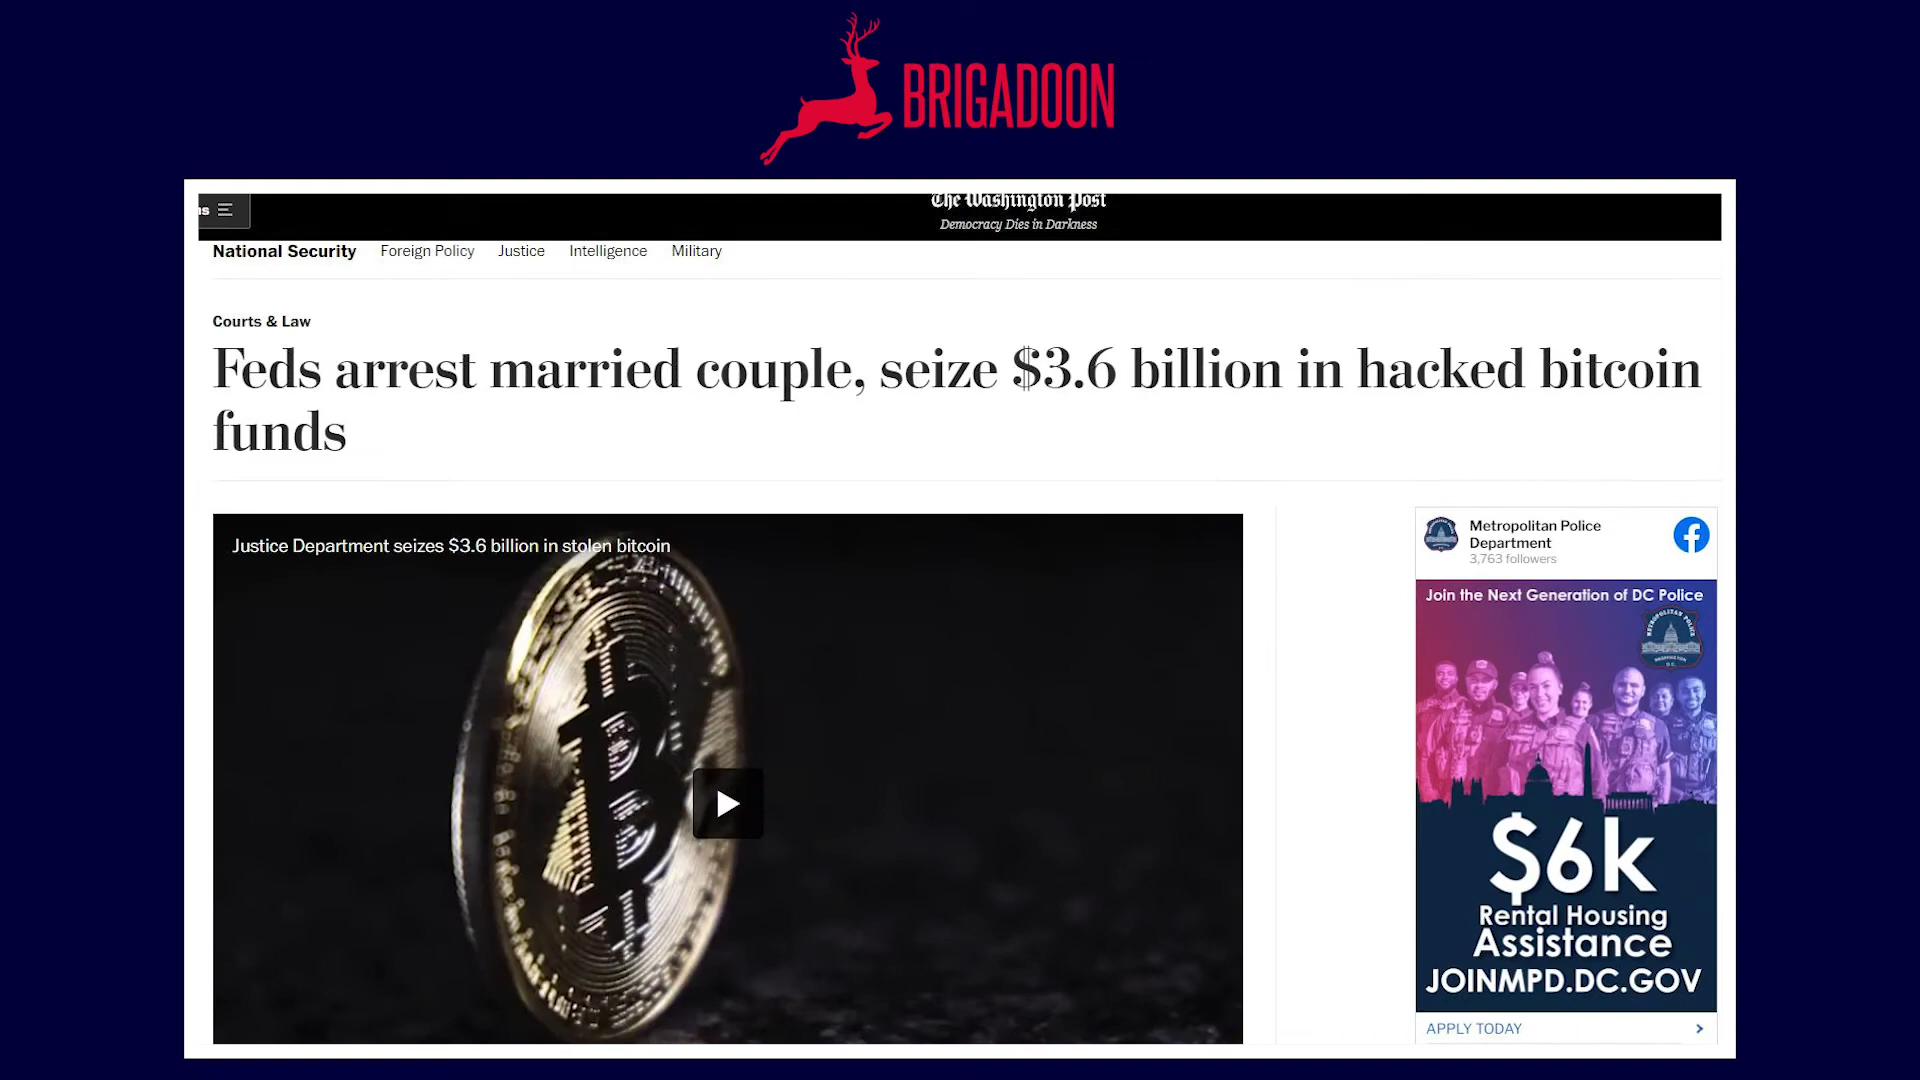 BRIGADOON
The Washington Post
Democracy Dies in Darkness
National Security Foreign Policy Justice Intelligence Military
Courts & Law
Feds arrest married couple, seize $3.6 billion in hacked bitcoin
funds
Justice Department seizes $3.6 billion in stolen bitcoin
Metropolitan Police
Department
3,763 followers
Join the Next Generation of DC Police
METROPOLITAN POLICE
WASHINGTON
D.C.
$6k
Rental Housing
Assistance
JOINMPD.DC.GOV
APPLY TODAY